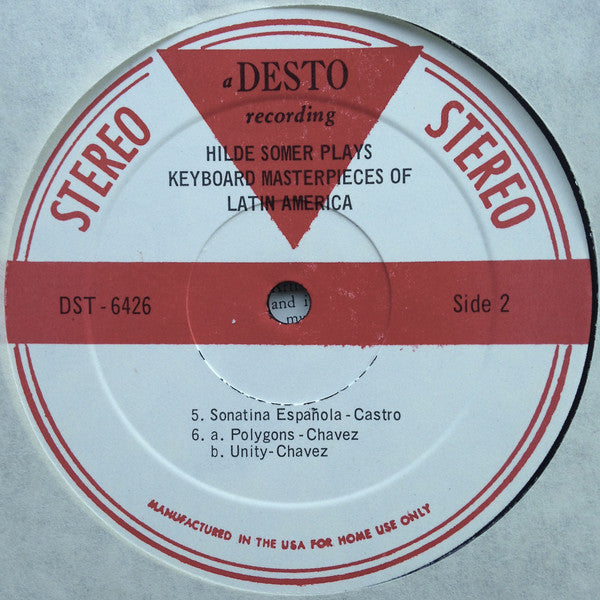 a DESTO
recording
STEREO
STEREO
HILDE SOMER PLAYS
KEYBOARD MASTERPIECES OF
LATIN AMERICA
DST-6426
Side 2
and i
5. Sonatina Española-Castro
6. a. Polygons-Chavez
b. Unity-Chavez
MANUFACTURED IN THE USA FOR HOME USE ONLY